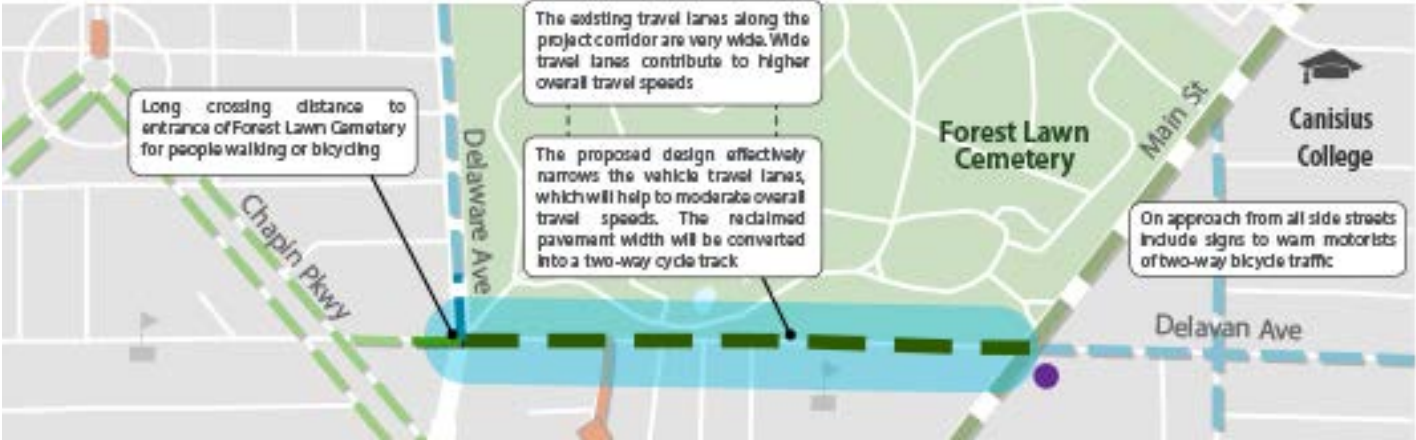 The existing travel lanes along the
project corridor are very wide. Wide
travel lanes contribute to higher
overall travel speeds
Long crossing distance to
entrance of Forest Lawn Cemetery
for people walking or bicycling
The proposed design effectively
narrows the vehicle travel lanes,
which will help to moderate overall
travel speeds. The reclaimed
pavement width will be converted
into a two-way cycle track
Delaware Ave
Chapin Pkwy
Forest Lawn
Cemetery
Main St
Canisius
College
On approach from all side streets
include signs to warn motorists
of two-way bicycle traffic
Delavan Ave